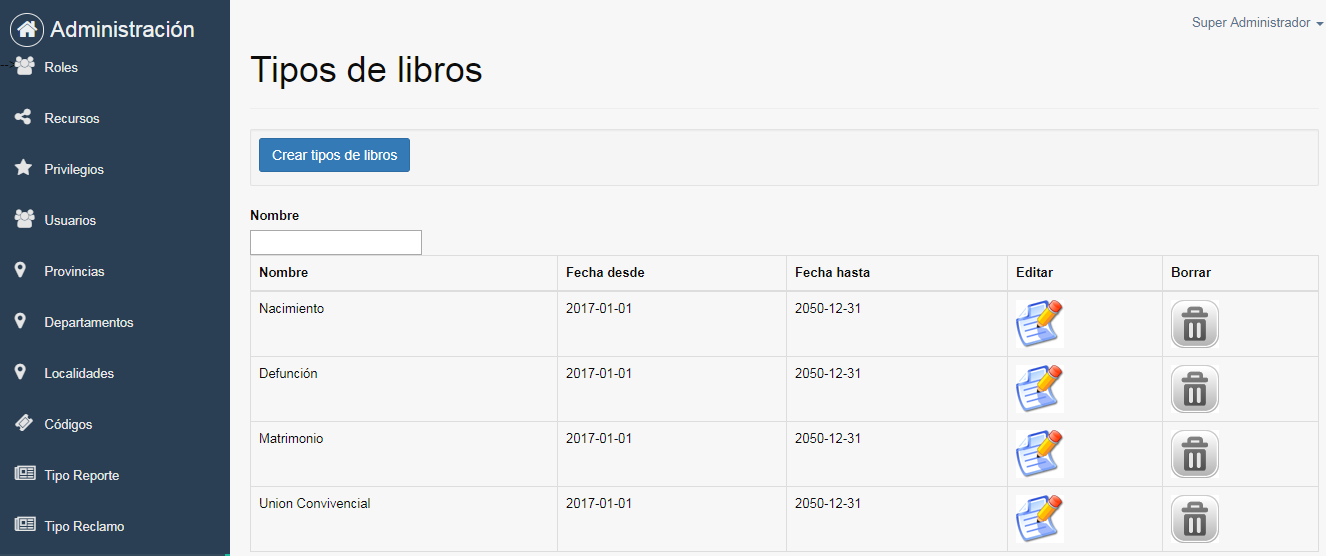 Administración
Super Administrador
-->
Roles
Recursos
Privilegios
Usuarios
Provincias
Departamentos
Localidades
Códigos
Tipo Reporte
Tipo Reclamo
Tipos de libros
Crear tipos de libros
Nombre
Nombre Fecha desde Fecha hasta Editar Borrar
Nacimiento 2017-01-01 2050-12-31
Defunción 2017-01-01 2050-12-31
Matrimonio 2017-01-01 2050-12-31
Union Convivencial 2017-01-01 2050-12-31